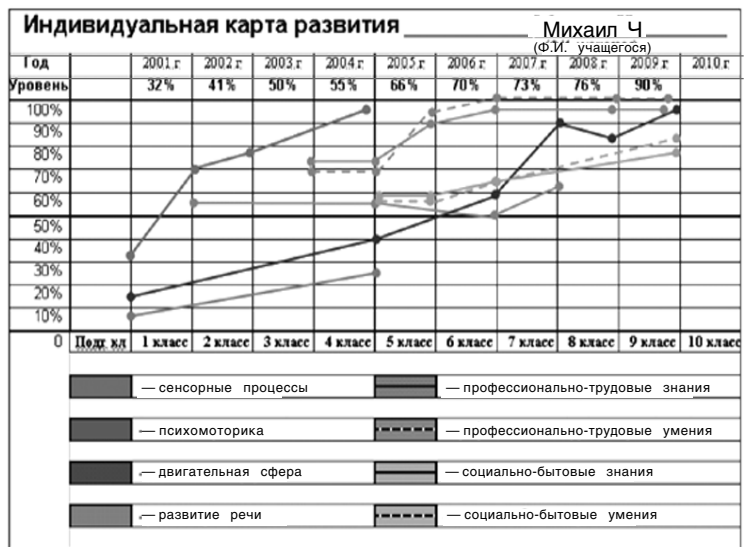 Индивидуальная карта развития Михаил Ч
(Ф.И. учащегося)
Год 2001 г 2002 г. 2003 г 2004 г. 2005 г. 2006 г. 2007 г. 2008 г. 2009 г. 2010 г.
Уровень 32% 41% 50% 55% 66% 70% 73% 76% 90%
100%
90%
80%
70%
60%
50%
40%
30%
20%
10%
0 Подг кл 1 класс 2 класс 3 класс 4 класс 5 класс 6 класс 7 класс 8 класс 9 класс 10 класс
— сенсорные процессы — профессионально-трудовые знания
— психомоторика — профессионально-трудовые умения
— двигательная сфера — социально-бытовые знания
— развитие речи — социально-бытовые умения